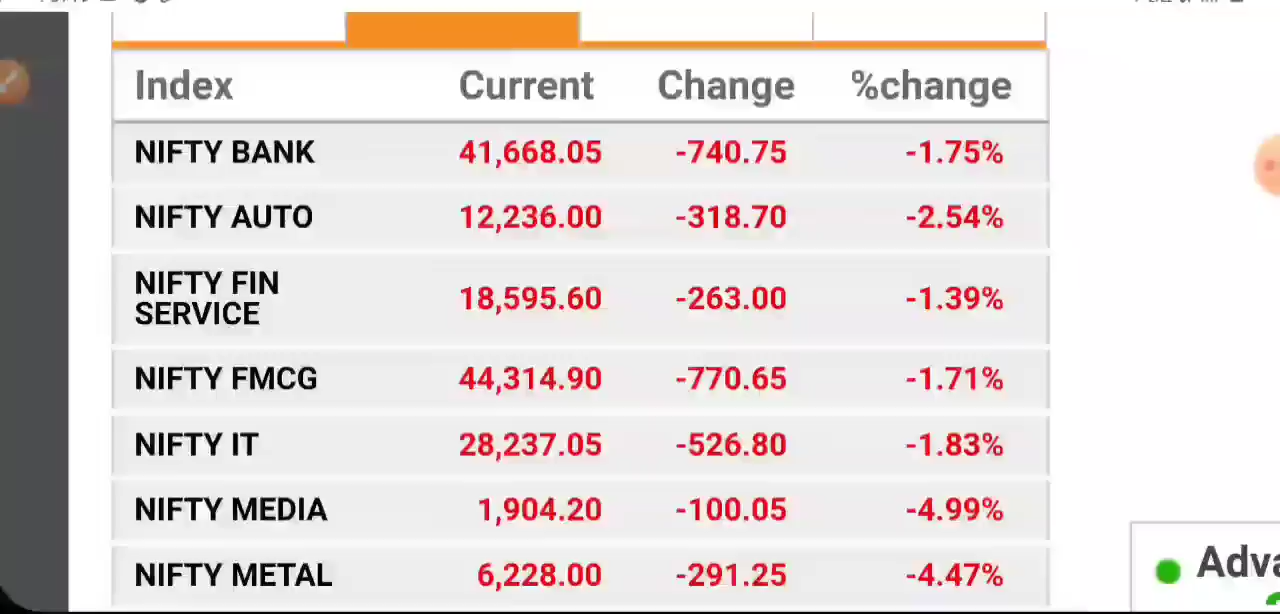 Index Current Change %change
NIFTY BANK 41,668.05 -740.75 -1.75%
NIFTY AUTO 12,236.00 -318.70 -2.54%
NIFTY FIN
SERVICE 18,595.60 -263.00 -1.39%
NIFTY FMCG 44,314.90 -770.65 -1.71%
NIFTY IT 28,237.05 -526.80 -1.83%
NIFTY MEDIA 1,904.20 -100.05 -4.99%
NIFTY METAL 6,228.00 -291.25 -4.47%